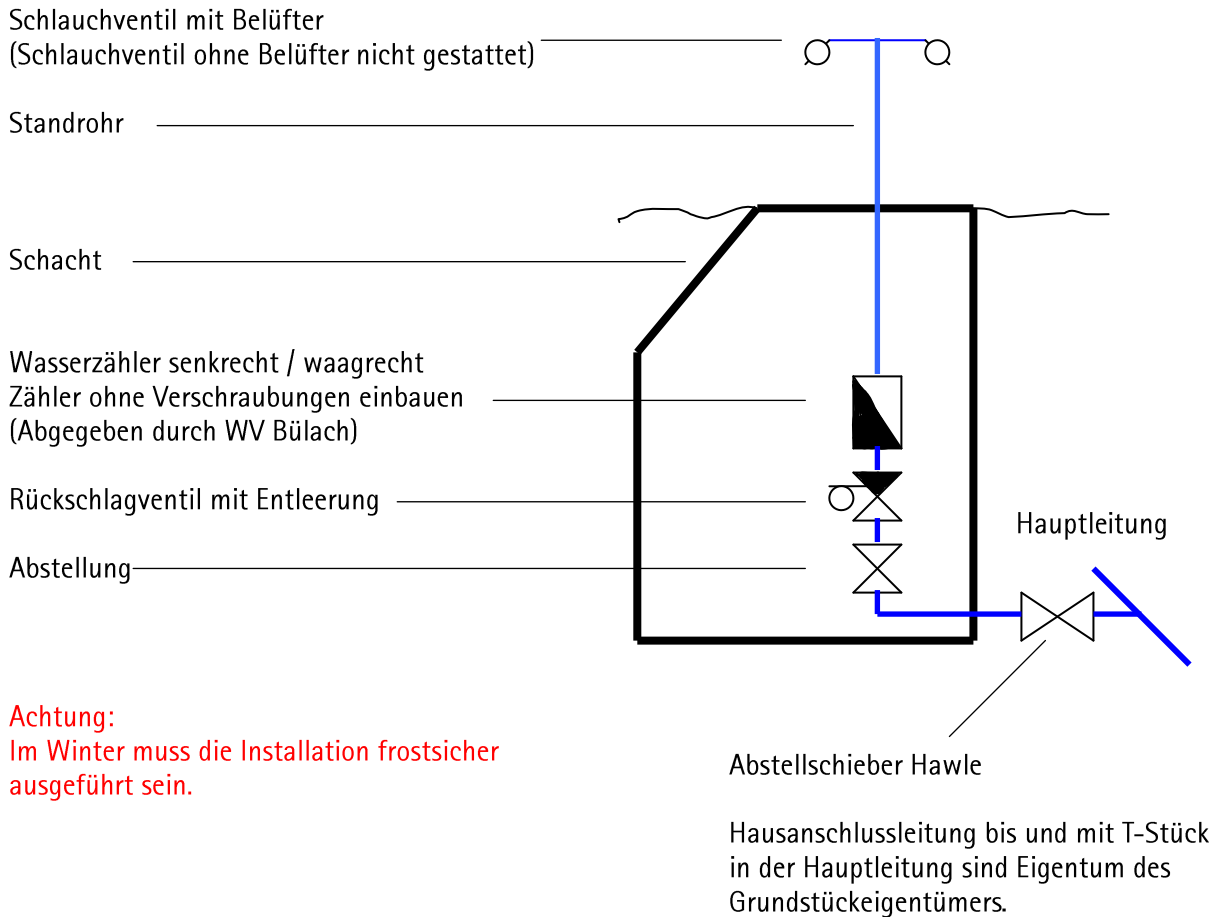 Schlauchventil mit Belüfter
(Schlauchventil ohne Belüfter nicht gestattet)
Standrohr
Schacht
Wasserzähler senkrecht / waagrecht
Zähler ohne Verschraubungen einbauen
(Abgegeben durch WV Bülach)
Rückschlagventil mit Entleerung
Hauptleitung
Abstellung
Achtung:
Im Winter muss die Installation frostsicher
ausgeführt sein.
Abstellschieber Hawle
Hausanschlussleitung bis und mit T-Stück
in der Hauptleitung sind Eigentum des
Grundstückeigentümers.